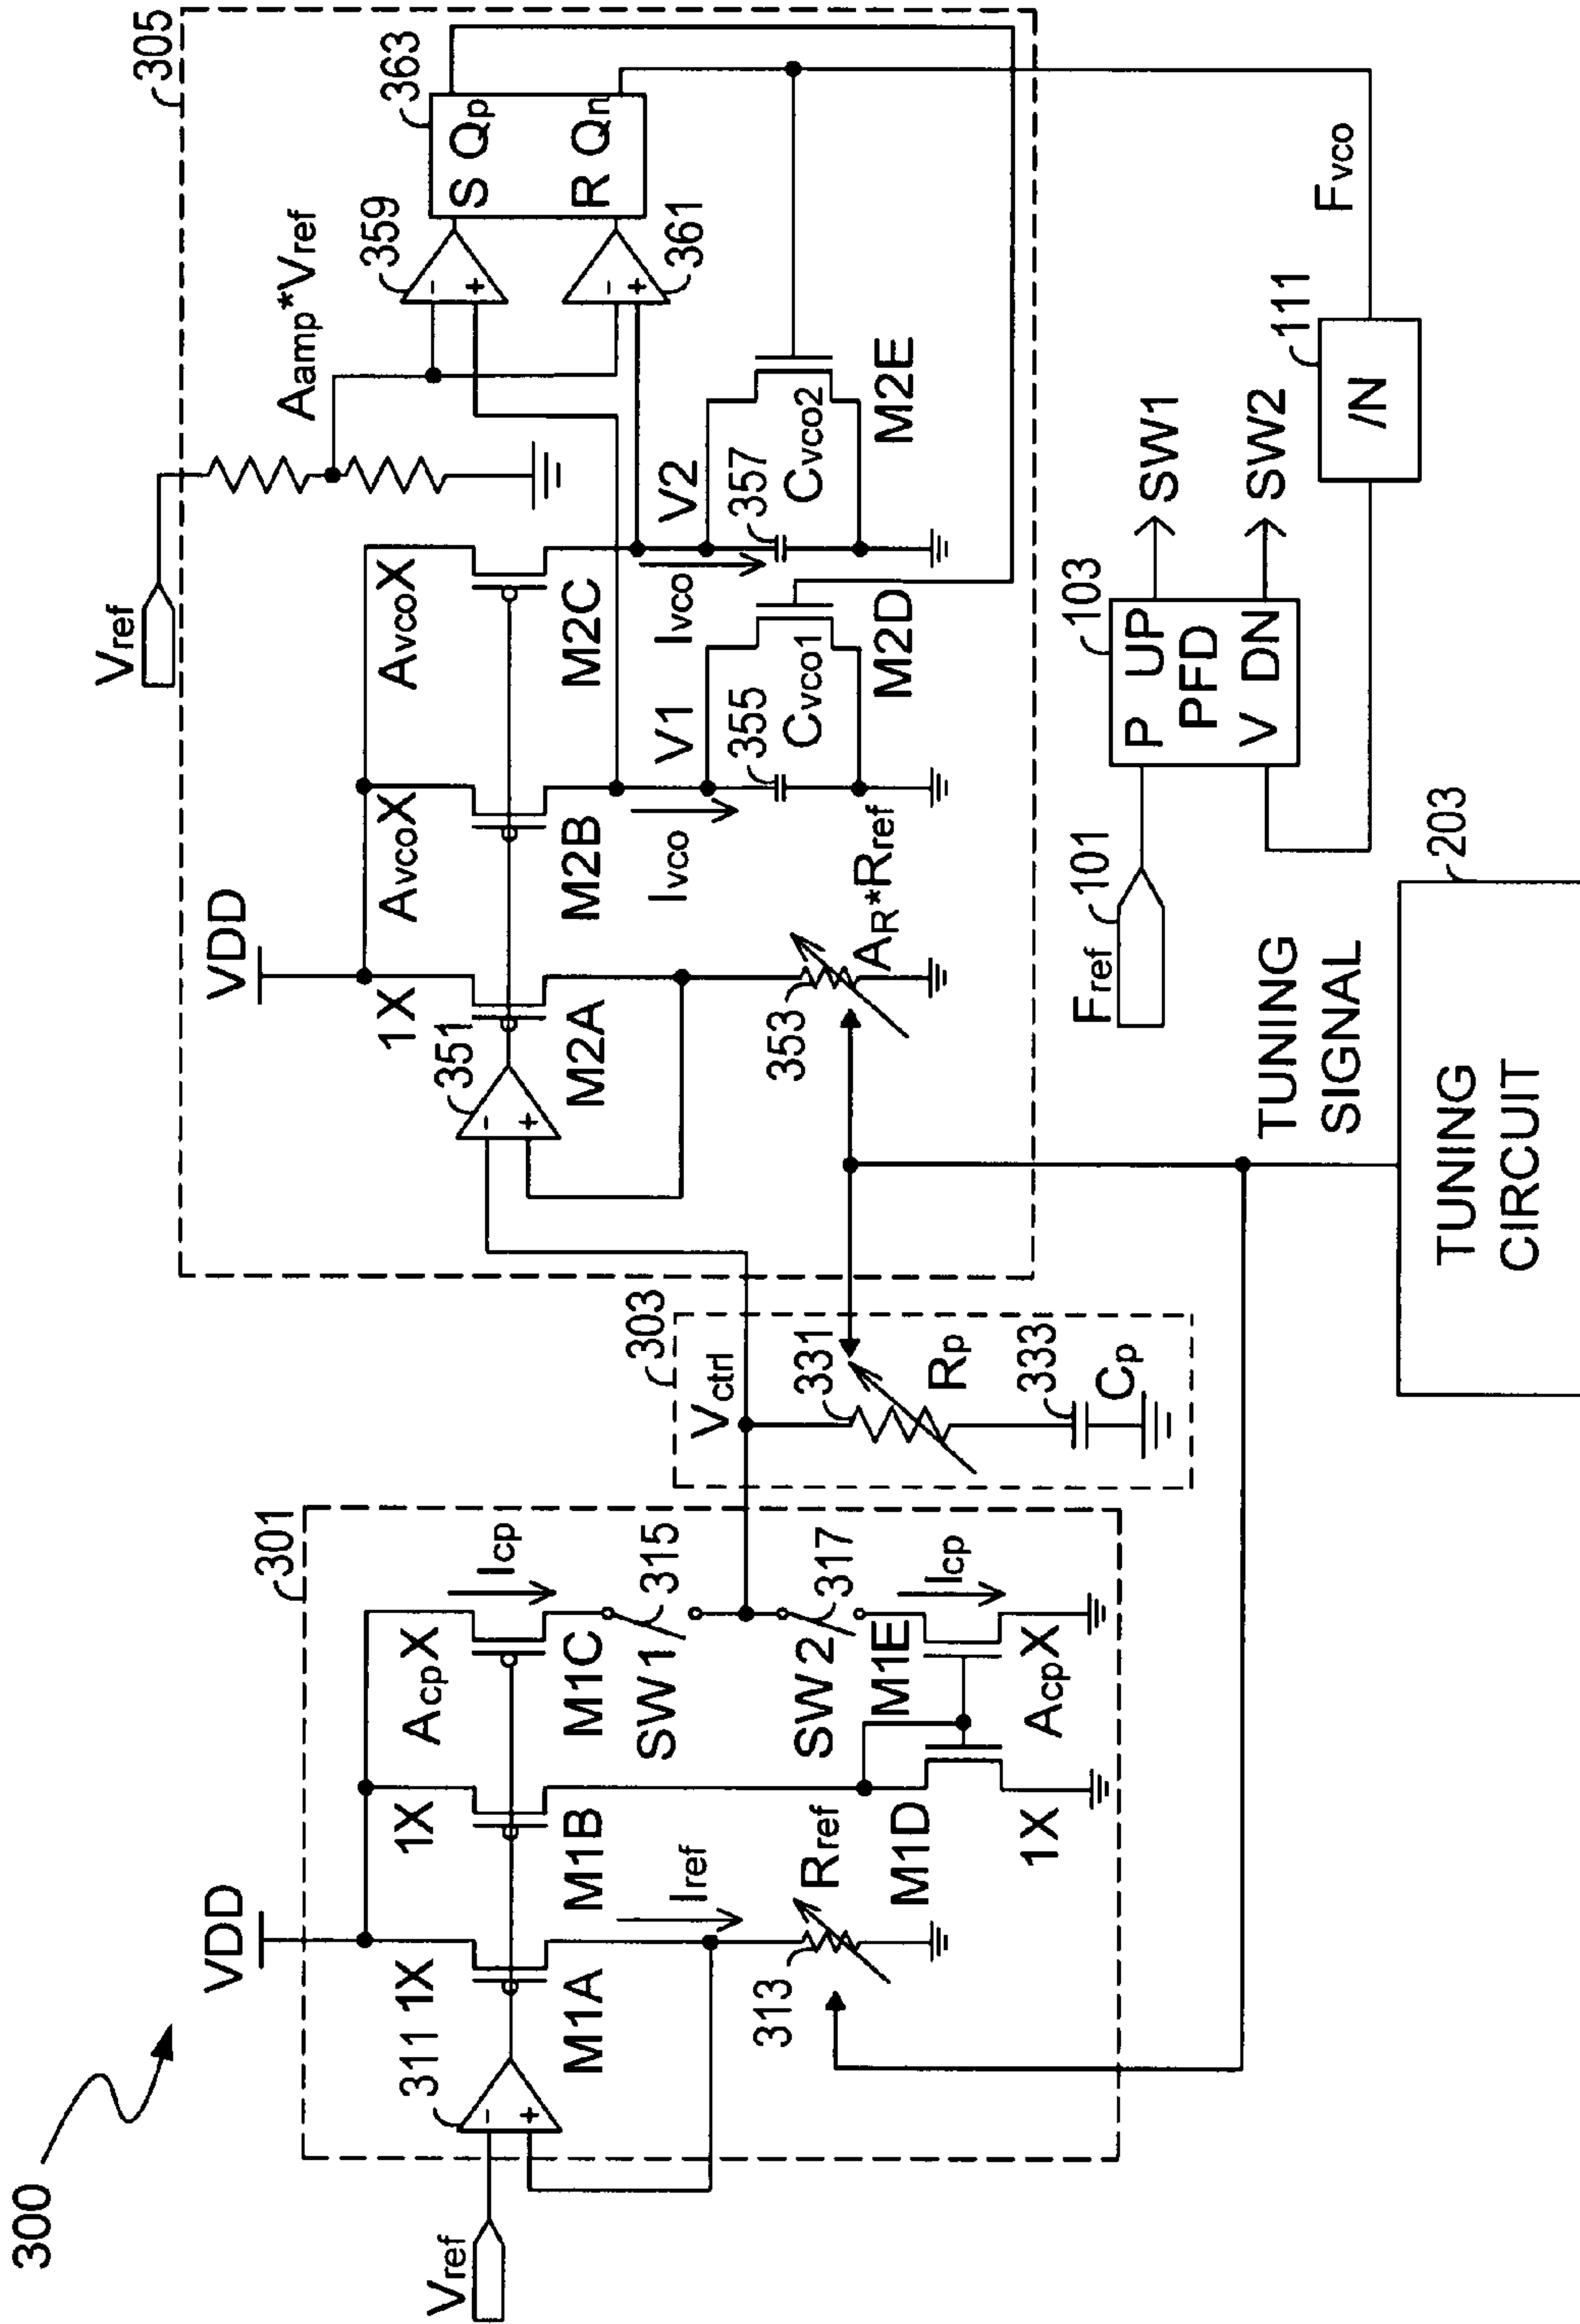 300
301
VDD
311
1X
1X
AcpX
Icp
Vref
-
+
M1A
M1B
M1C
Iref
SW1
315
313
Rref
SW2
317
M1D
M1E
Icp
1X
AcpX
303
Vctrl
331
Rp
333
Cp
305
Vref
VDD
351
1X
AvcoX
AvcoX
-
+
M2A
M2B
M2C
Aamp*Vref
359
-
+
361
-
+
363
S Qp
R Qn
353
AR*Rref
Ivco
V1
355
Cvco1
M2D
Ivco
V2
357
Cvco2
M2E
Fref
101
103
P UP
PFD
V DN
SW1
SW2
111
/N
Fvco
TUNING
SIGNAL
203
TUNING
CIRCUIT